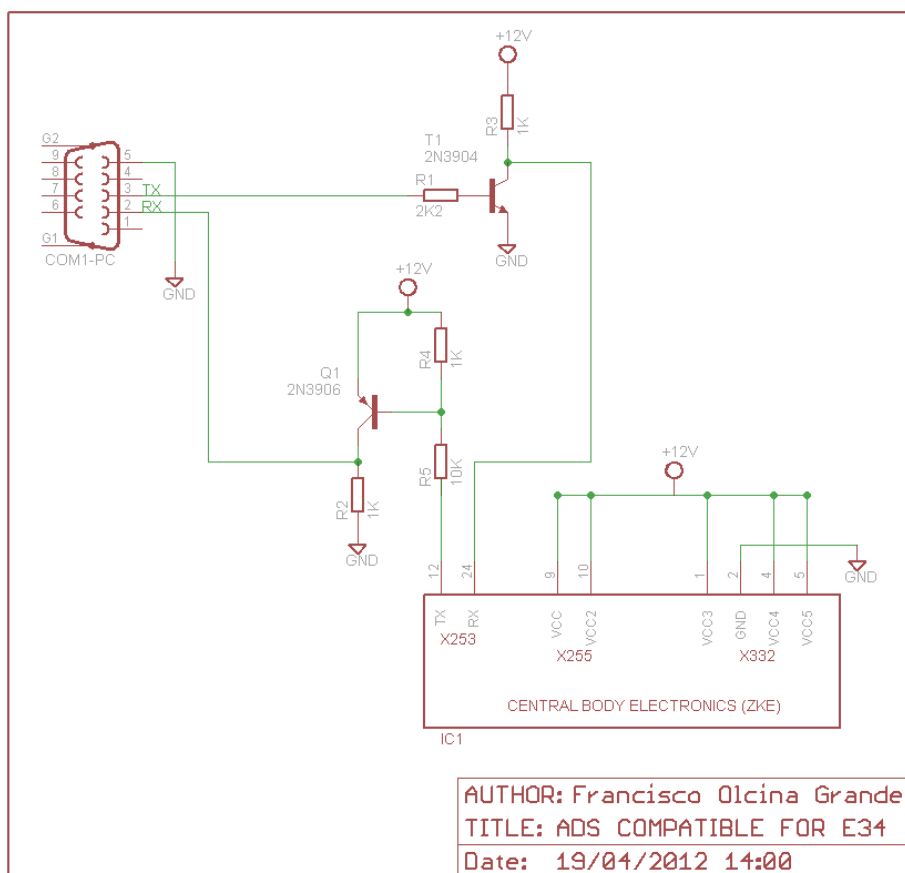 +12V
R3
1K
T1
2N3904
G2
9
8
7
6
5
4
3
2
1
TX
RX
G1
COM1-PC
R1
2K2
GND
GND
+12V
R4
1K
Q1
2N3906
R5
10K
R2
1K
GND
+12V
GND
12
24
9
10
1
2
4
5
TX
RX
VCC
VCC2
VCC3
GND
VCC4
VCC5
X253
X255
X332
CENTRAL BODY ELECTRONICS (ZKE)
IC1
AUTHOR: Francisco Olcina Grande
TITLE: ADS COMPATIBLE FOR E34
Date: 19/04/2012 14:00